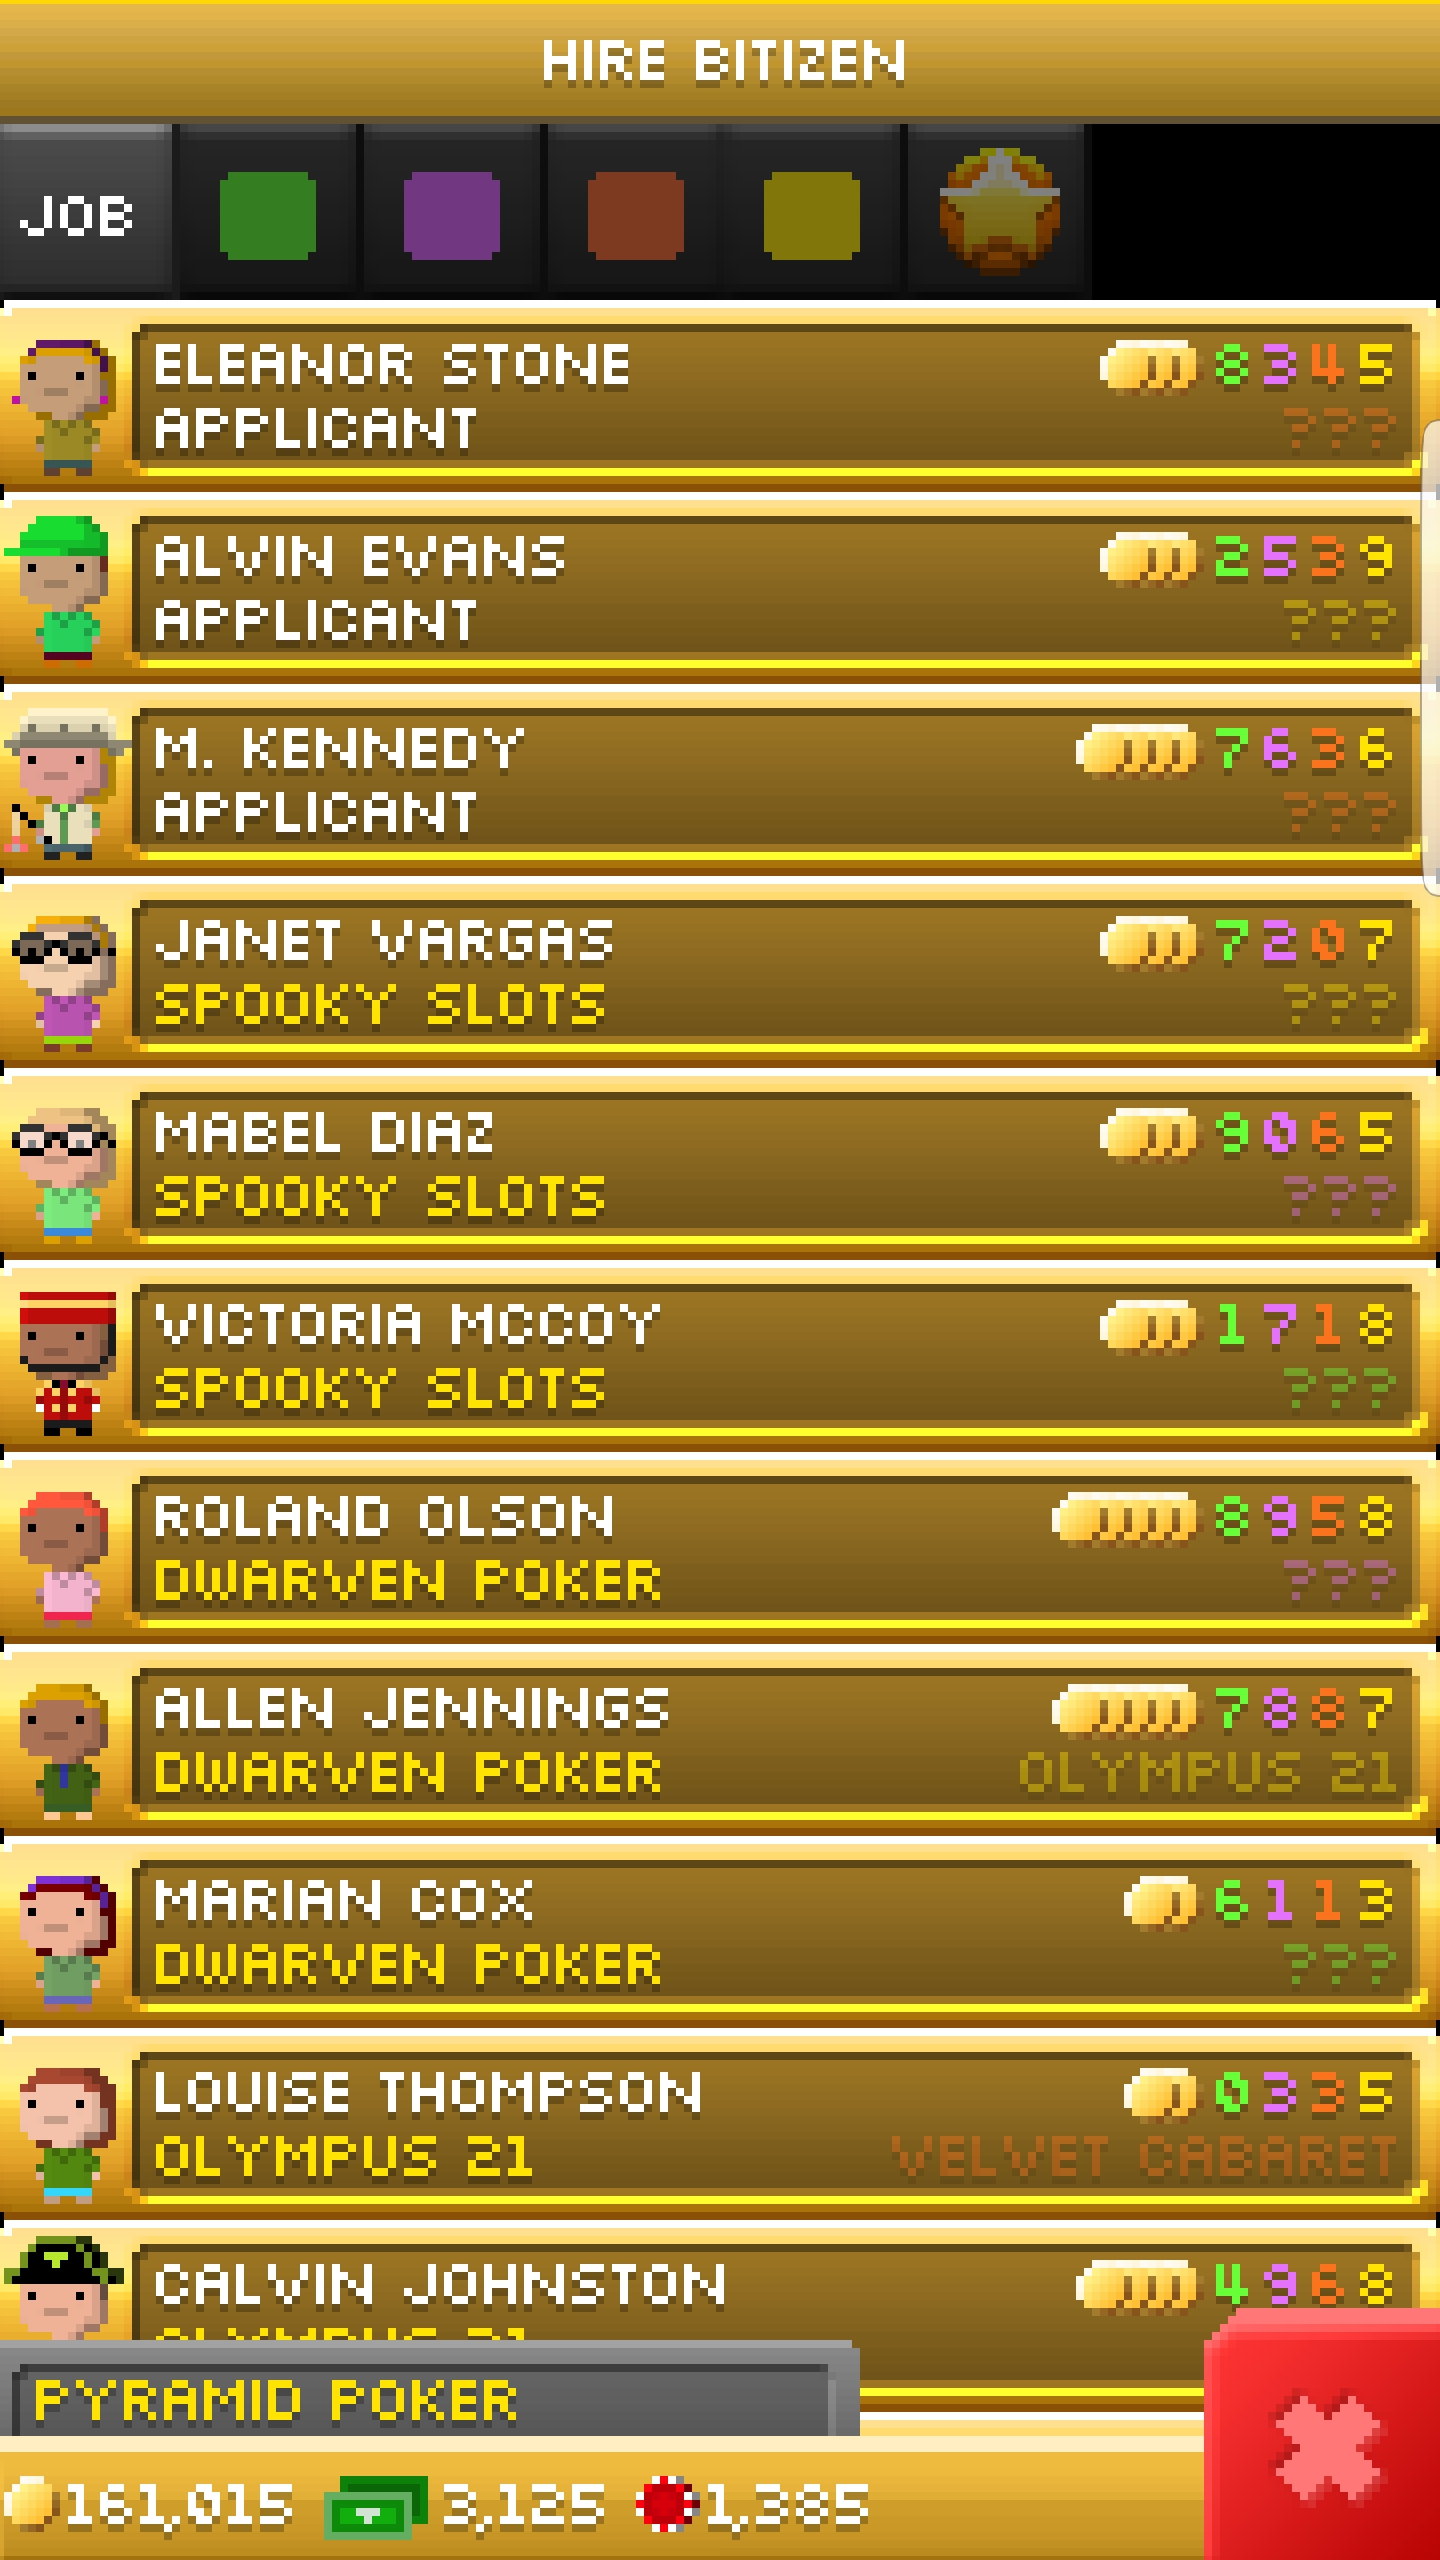 HIRE BITIZEN
JOB
ELEANOR STONE 8345
APPLICANT ???
ALVIN EVANS 2539
APPLICANT ???
M. KENNEDY 7636
APPLICANT ???
JANET VARGAS 7207
SPOOKY SLOTS ???
MABEL DIAZ 9065
SPOOKY SLOTS ???
VICTORIA MCCOY 1718
SPOOKY SLOTS ???
ROLAND OLSON 8958
DWARVEN POKER ???
ALLEN JENNINGS 7887
DWARVEN POKER OLYMPUS 21
MARIAN COX 6113
DWARVEN POKER ???
LOUISE THOMPSON 0335
OLYMPUS 21 VELVET CABARET
CALVIN JOHNSTON 4968
OLYMPUS 21
PYRAMID POKER
161,015 3,125 1,385